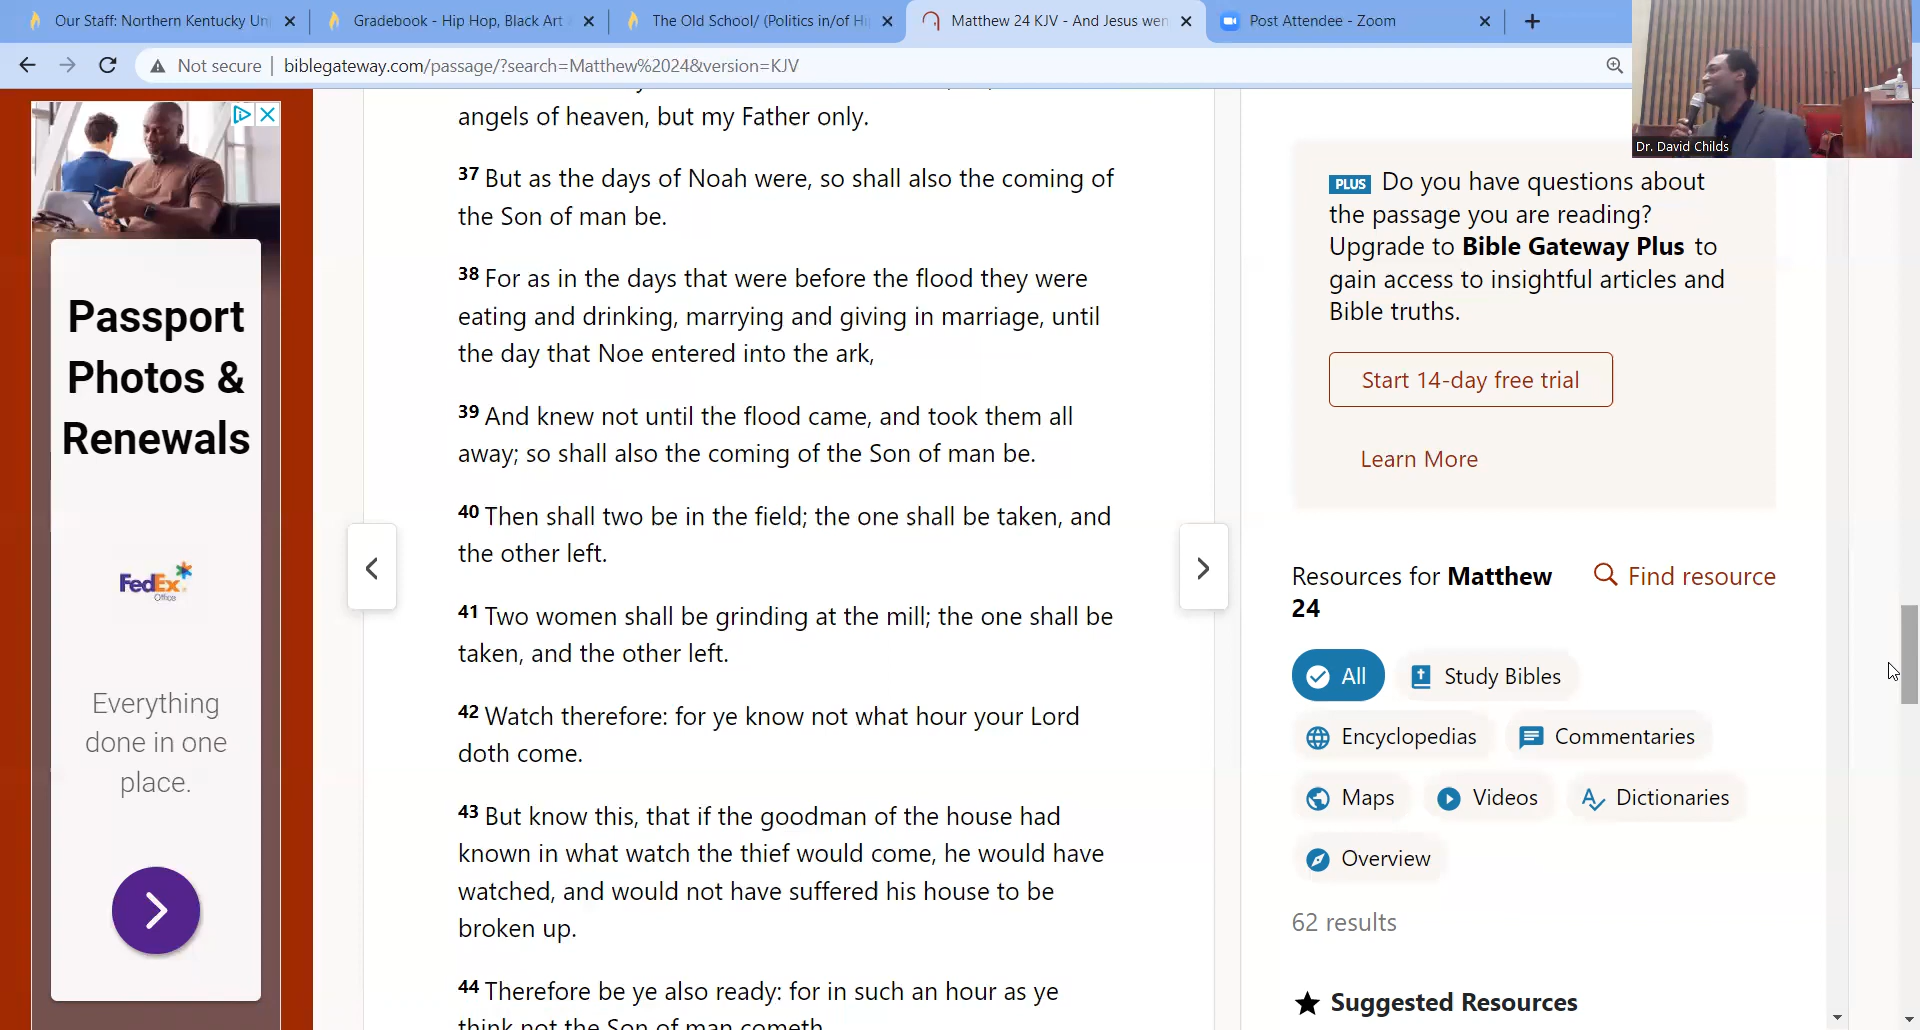 Our Staff: Northern Kentucky Un
Gradebook - Hip Hop, Black Art
The Old School/ (Politics in/of Hi
Matthew 24 KJV - And Jesus wen
Post Attendee - Zoom
Not secure
biblegateway.com/passage/?search=Matthew%2024&version=KJV
Dr. David Childs
Passport
Photos &
Renewals
FedEx
Office
Everything
done in one
place.
angels of heaven, but my Father only.
37 But as the days of Noah were, so shall also the coming of
the Son of man be.
38 For as in the days that were before the flood they were
eating and drinking, marrying and giving in marriage, until
the day that Noe entered into the ark,
39 And knew not until the flood came, and took them all
away; so shall also the coming of the Son of man be.
40 Then shall two be in the field; the one shall be taken, and
the other left.
41 Two women shall be grinding at the mill; the one shall be
taken, and the other left.
42 Watch therefore: for ye know not what hour your Lord
doth come.
43 But know this, that if the goodman of the house had
known in what watch the thief would come, he would have
watched, and would not have suffered his house to be
broken up.
44 Therefore be ye also ready: for in such an hour as ye
think not the Son of man cometh
PLUS Do you have questions about
the passage you are reading?
Upgrade to Bible Gateway Plus to
gain access to insightful articles and
Bible truths.
Start 14-day free trial
Learn More
Resources for Matthew
24
Find resource
All
Study Bibles
Encyclopedias
Commentaries
Maps
Videos
Dictionaries
Overview
62 results
Suggested Resources